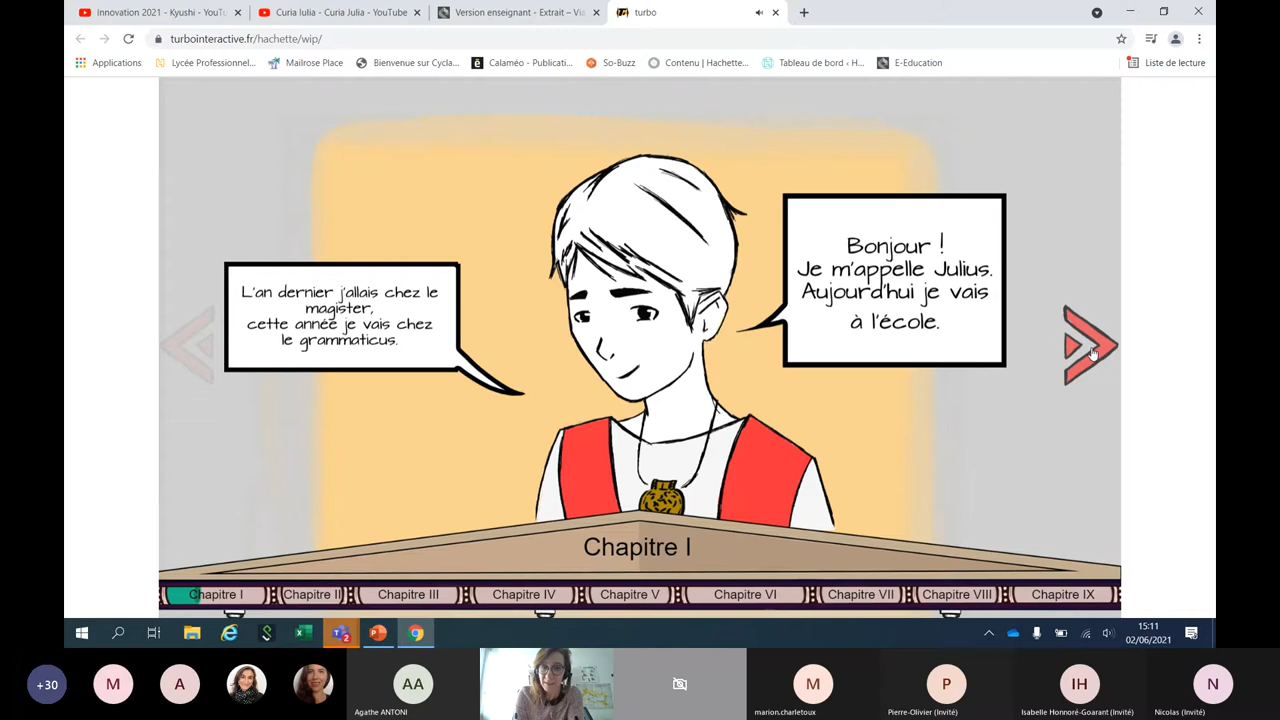 Innovation 2021 - Kyushi - YouTu
Curia Iulia - Curia Julia - YouTube
Version enseignant - Extrait – Via
turbo
turbointeractive.fr/hachette/wip/
Applications
Lycée Professionnel...
Mailrose Place
Bienvenue sur Cycla...
Calaméo - Publicati...
So-Buzz
Contenu | Hachette...
Tableau de bord ‹ H...
E-Education
Liste de lecture
Bonjour !
Je m'appelle Julius.
Aujourd'hui je vais
à l'école.
L'an dernier j'allais chez le
magister,
cette année je vais chez
le grammaticus.
Chapitre I
Chapitre I
Chapitre II
Chapitre III
Chapitre IV
Chapitre V
Chapitre VI
Chapitre VII
Chapitre VIII
Chapitre IX
15:11
02/06/2021
+30
M
A
AA
Agathe ANTONI
M
marion.charletoux
P
Pierre-Olivier (Invité)
IH
Isabelle Honnoré-Goarant (Invité)
N
Nicolas (Invité)